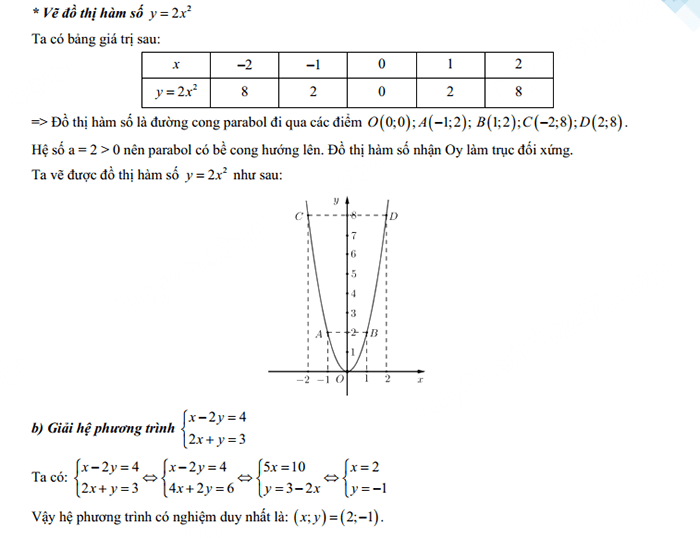 * Vẽ đồ thị hàm số y = 2x²
Ta có bảng giá trị sau:
x −2 −1 0 1 2
y = 2x² 8 2 0 2 8
=> Đồ thị hàm số là đường cong parabol đi qua các điểm O(0;0); A(−1;2); B(1;2); C(−2;8); D(2;8).
Hệ số a = 2 > 0 nên parabol có bề cong hướng lên. Đồ thị hàm số nhận Oy làm trục đối xứng.
Ta vẽ được đồ thị hàm số y = 2x² như sau:
y
C 8 D
7
6
5
4
3
A 2 B
1
−2 −1 O 1 2 x
b) Giải hệ phương trình {x − 2y = 4
2x + y = 3
Ta có: {x − 2y = 4 ⇔ {x − 2y = 4 ⇔ {5x = 10 ⇔ {x = 2
2x + y = 3 4x + 2y = 6 y = 3 − 2x y = −1
Vậy hệ phương trình có nghiệm duy nhất là: (x; y) = (2; −1).